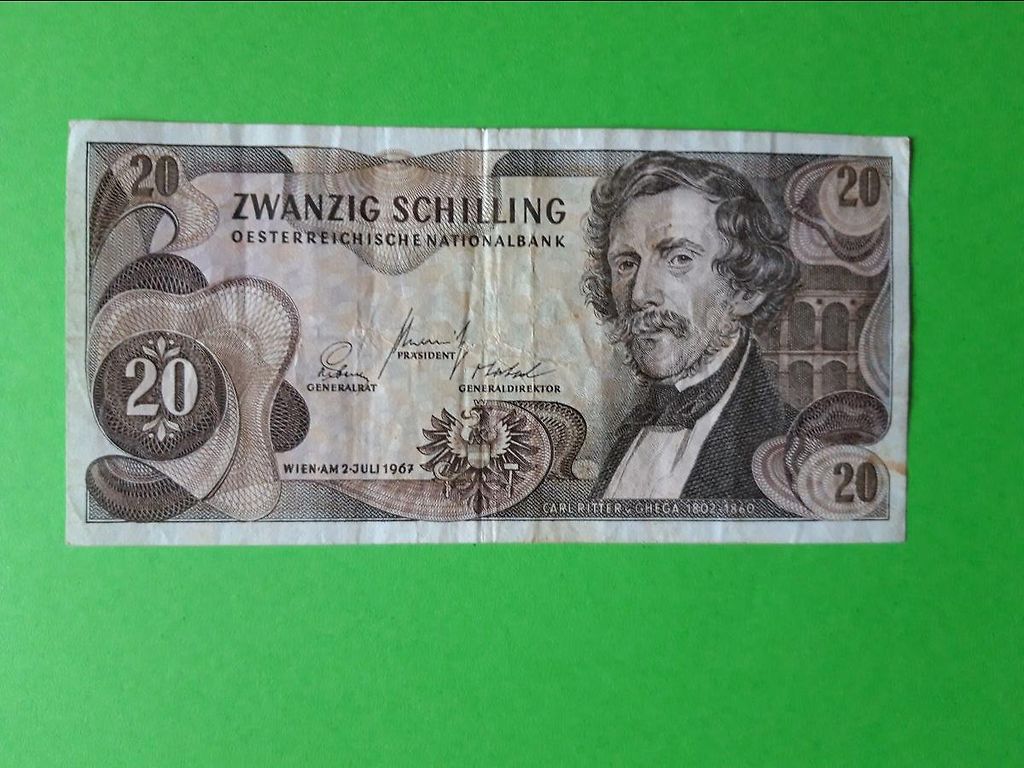 20
20
ZWANZIG SCHILLING
OESTERREICHISCHE NATIONALBANK
PRÄSIDENT
GENERALRAT
GENERALDIREKTOR
20
WIEN·AM 2·JULI 1967
20
CARL RITTER v. GHEGA 1802-1860